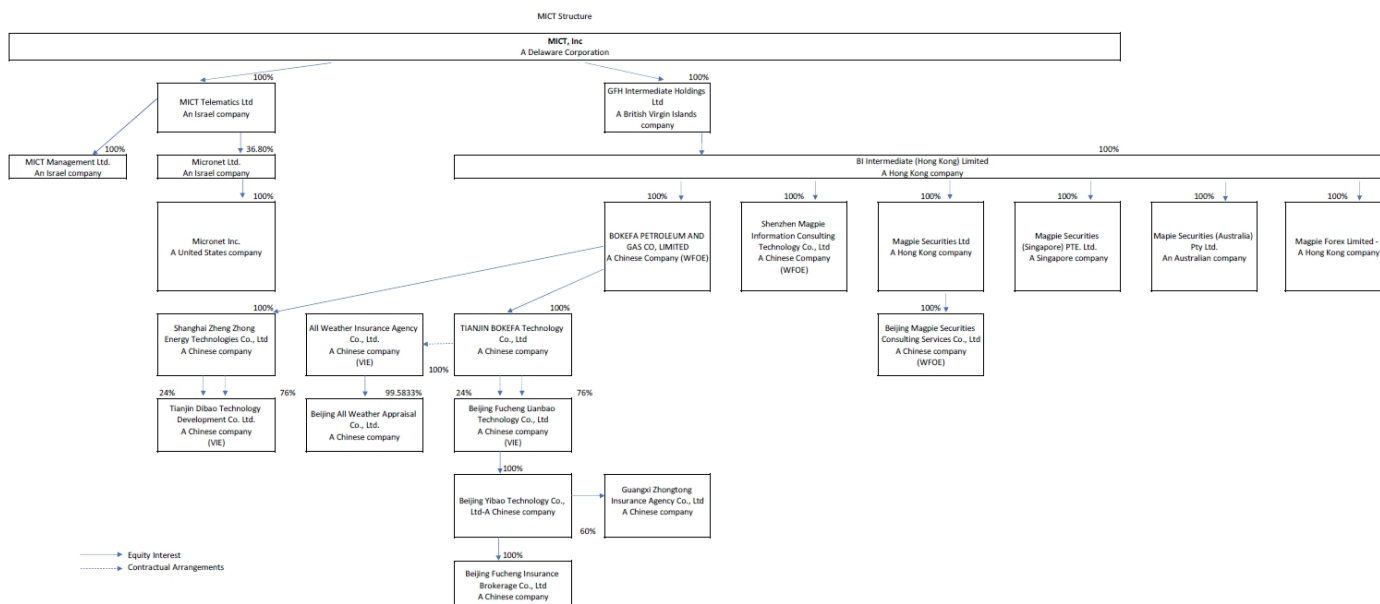 MICT Structure
MICT, Inc
A Delaware Corporation
100%
100%
MICT Telematics Ltd
An Israel company
GFH Intermediate Holdings
Ltd
A British Virgin Islands
company
100%
36.80%
100%
MICT Management Ltd.
An Israel company
Micronet Ltd.
An Israel company
BI Intermediate (Hong Kong) Limited
A Hong Kong company
100%
100%
100%
100%
100%
100%
100%
Micronet Inc.
A United States company
BOKEFA PETROLEUM AND
GAS CO, LIMITED
A Chinese Company (WFOE)
Shenzhen Magpie
Information Consulting
Technology Co., Ltd
A Chinese Company
(WFOE)
Magpie Securities Ltd
A Hong Kong company
Magpie Securities
(Singapore) PTE. Ltd.
A Singapore company
Mapie Securities (Australia)
Pty Ltd.
An Australian company
Magpie Forex Limited -
A Hong Kong company
100%
100%
100%
Shanghai Zheng Zhong
Energy Technologies Co., Ltd
A Chinese company
All Weather Insurance Agency
Co., Ltd.
A Chinese company
(VIE)
100%
TIANJIN BOKEFA Technology
Co., Ltd
A Chinese company
Beijing Magpie Securities
Consulting Services Co., Ltd
A Chinese company
(WFOE)
24%
76%
99.5833%
24%
76%
Tianjin Dibao Technology
Development Co. Ltd.
A Chinese company
(VIE)
Beijing All Weather Appraisal
Co., Ltd.
A Chinese company
Beijing Fucheng Lianbao
Technology Co., Ltd
A Chinese company
(VIE)
100%
Beijing Yibao Technology Co.,
Ltd-A Chinese company
Guangxi Zhongtong
Insurance Agency Co., Ltd
A Chinese company
60%
Equity Interest
Contractual Arrangements
100%
Beijing Fucheng Insurance
Brokerage Co., Ltd
A Chinese company